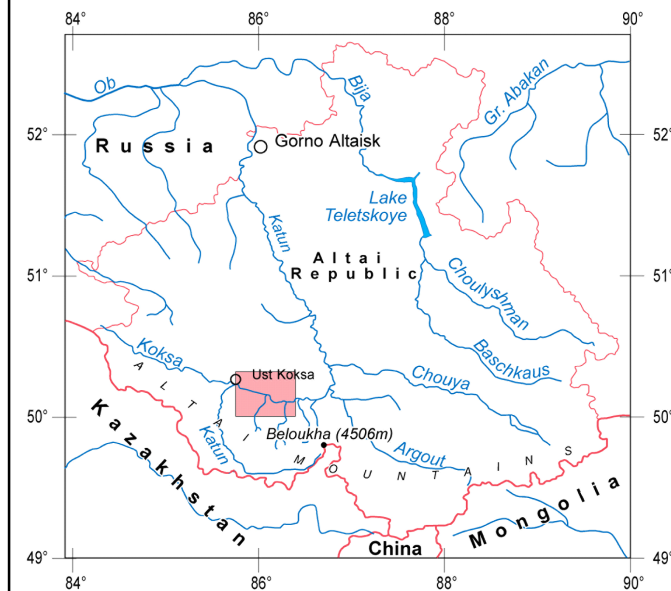 84° 86° 88° 90°
Ob
Bija
Gr. Abakan
52° 52°
Russia
Gorno Altaisk
Lake
Teletskoye
Katun
Altai
Republic
51° 51°
Choulyshman
Koksa
Ust Koksa
Baschkaus
Chouya
50° 50°
Katun
Beloukha (4506m)
Argout
ALTAI MOUNTAINS
Kazakhstan
Mongolia
China
49° 49°
84° 86° 88° 90°